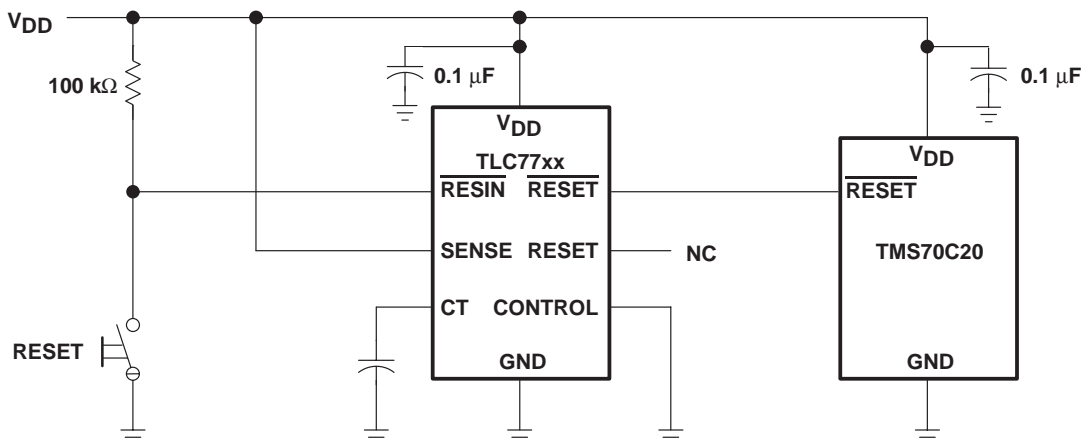 VDD
100 kΩ
0.1 μF
0.1 μF
VDD
TLC77xx
RESIN RESET
SENSE RESET
CT CONTROL
GND
NC
VDD
RESET
TMS70C20
GND
RESET